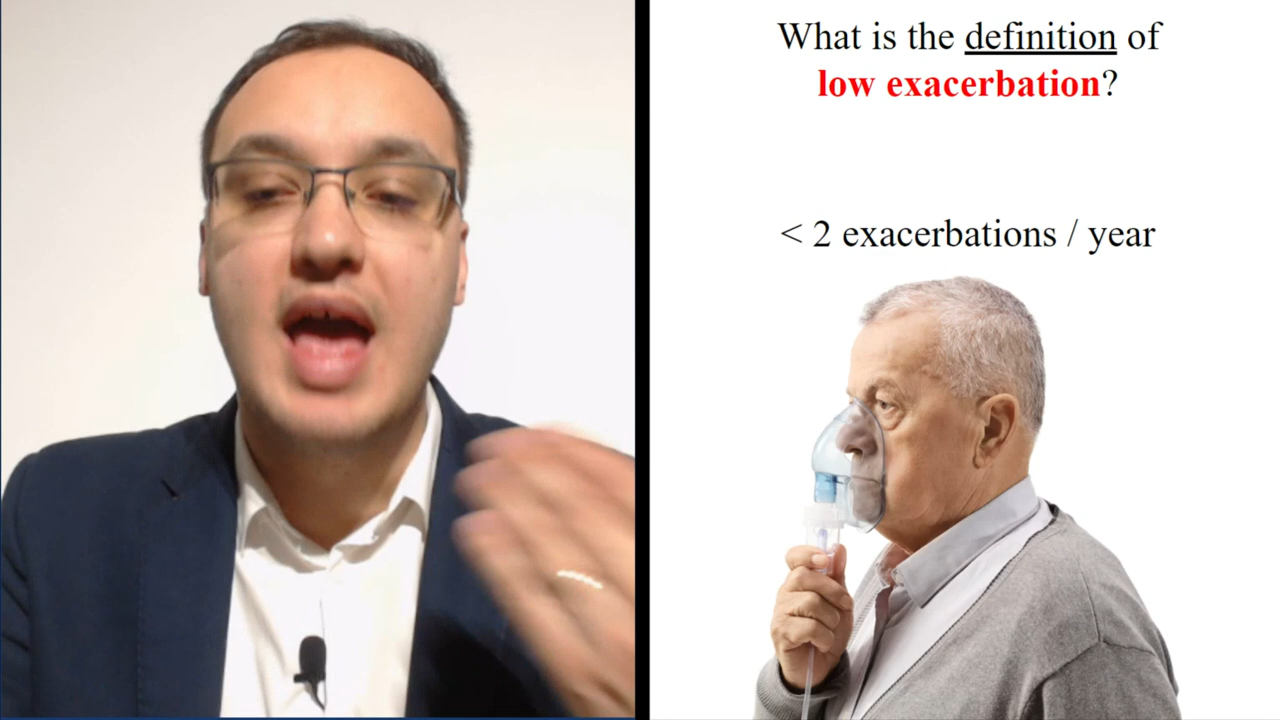 What is the definition of
low exacerbation?
< 2 exacerbations / year